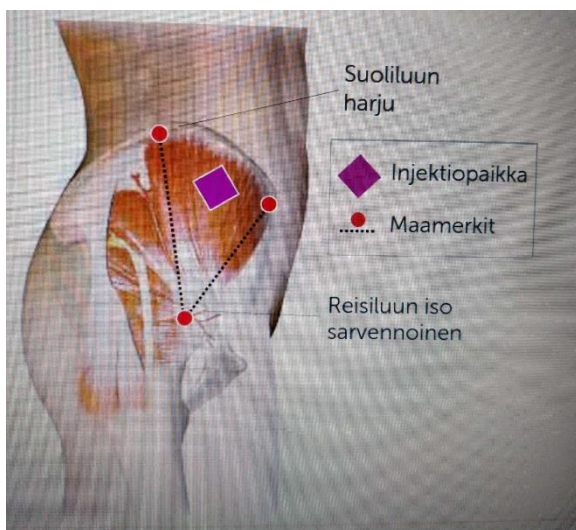 Suoliluun
harju
Injektiopaikka
Maamerkit
Reisiluun iso
sarvennoinen